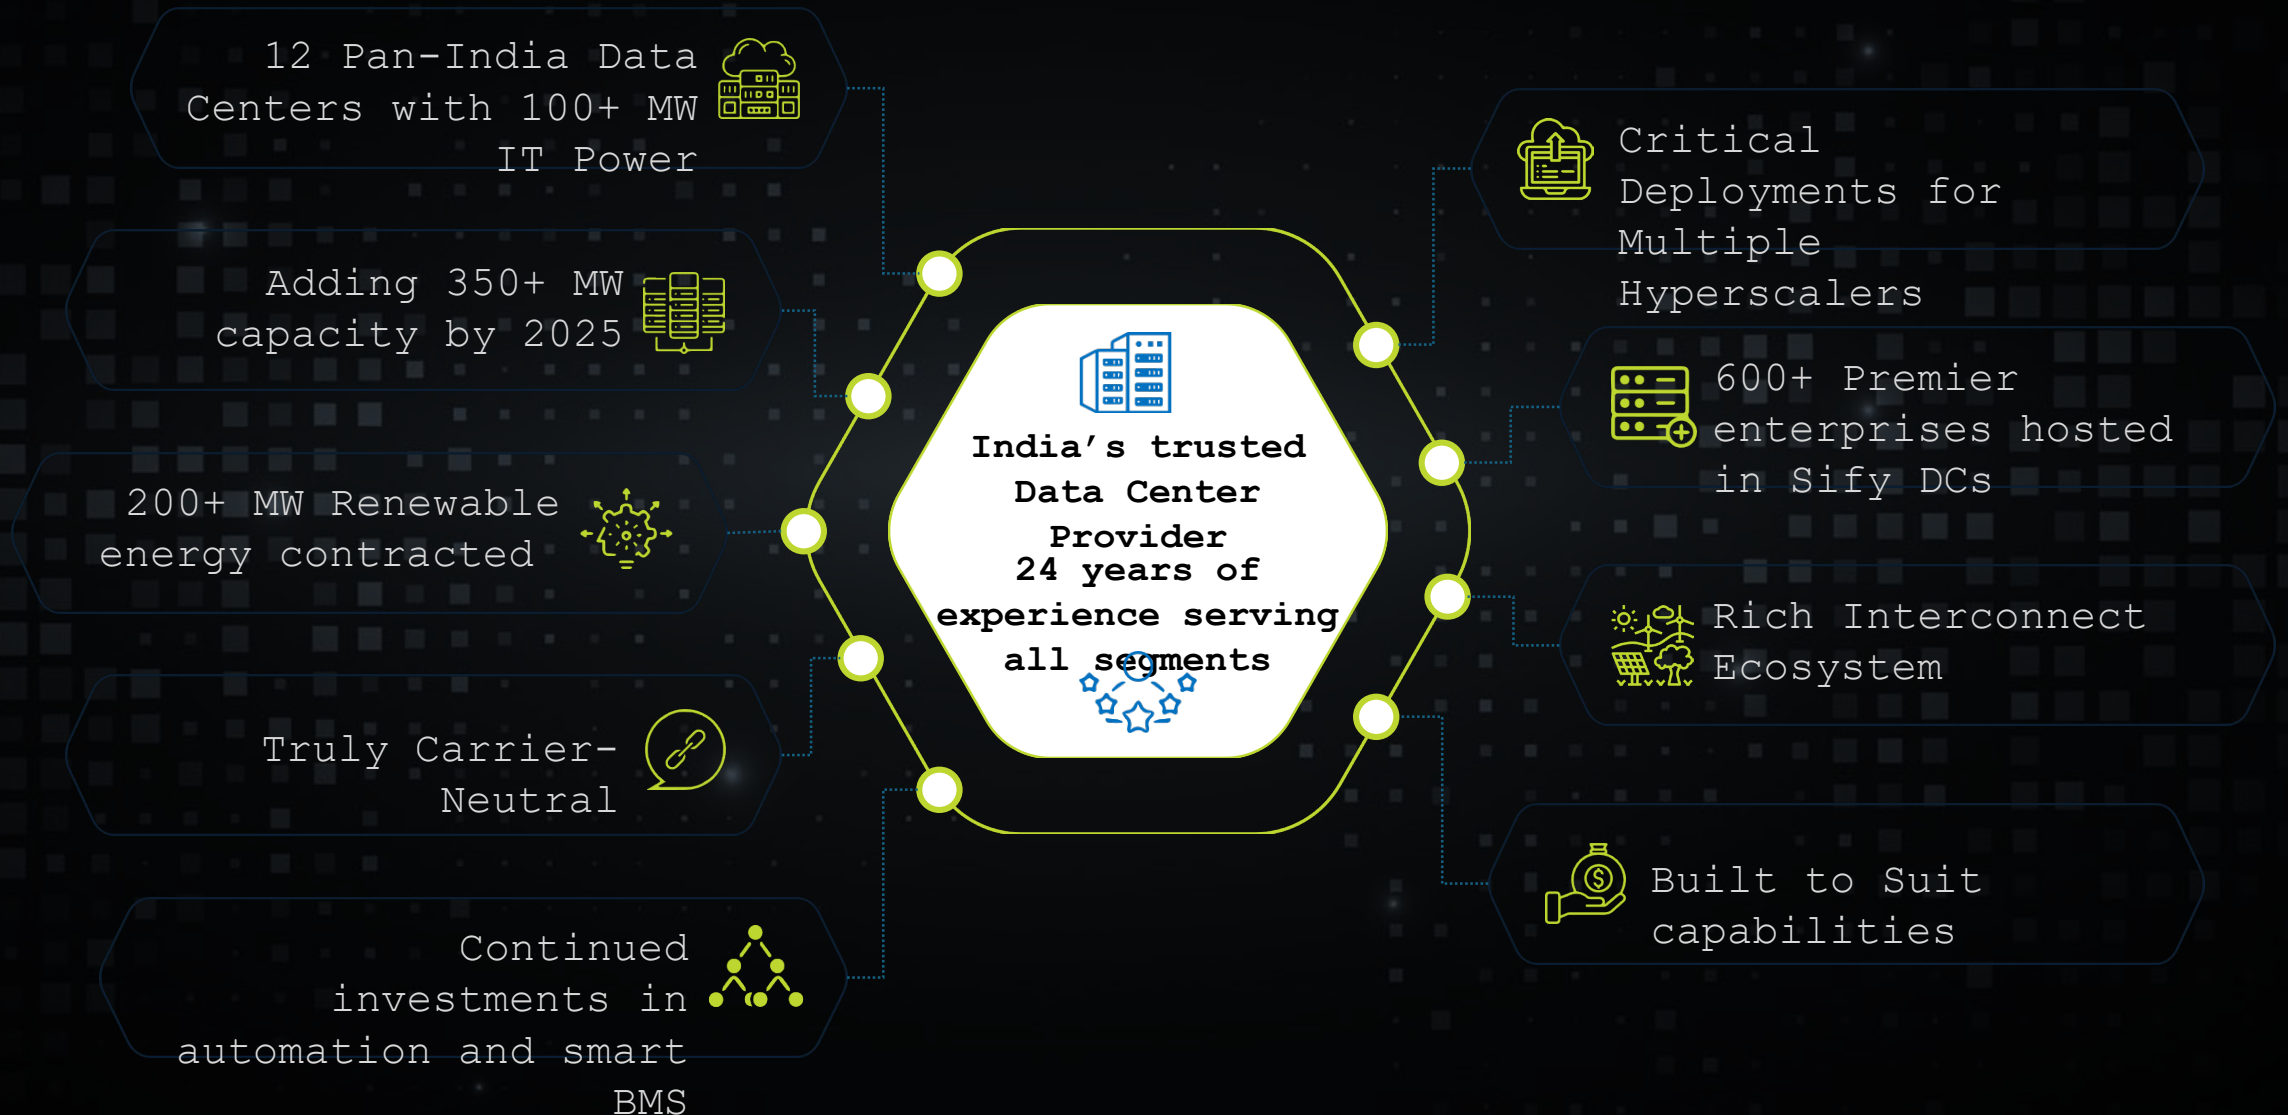 12 Pan-India Data
Centers with 100+ MW
IT Power
Adding 350+ MW
capacity by 2025
200+ MW Renewable
energy contracted
Truly Carrier-
Neutral
Continued
investments in
automation and smart
BMS
India’s trusted
Data Center
Provider
24 years of
experience serving
all segments
Critical
Deployments for
Multiple
Hyperscalers
600+ Premier
enterprises hosted
in Sify DCs
Rich Interconnect
Ecosystem
Built to Suit
capabilities